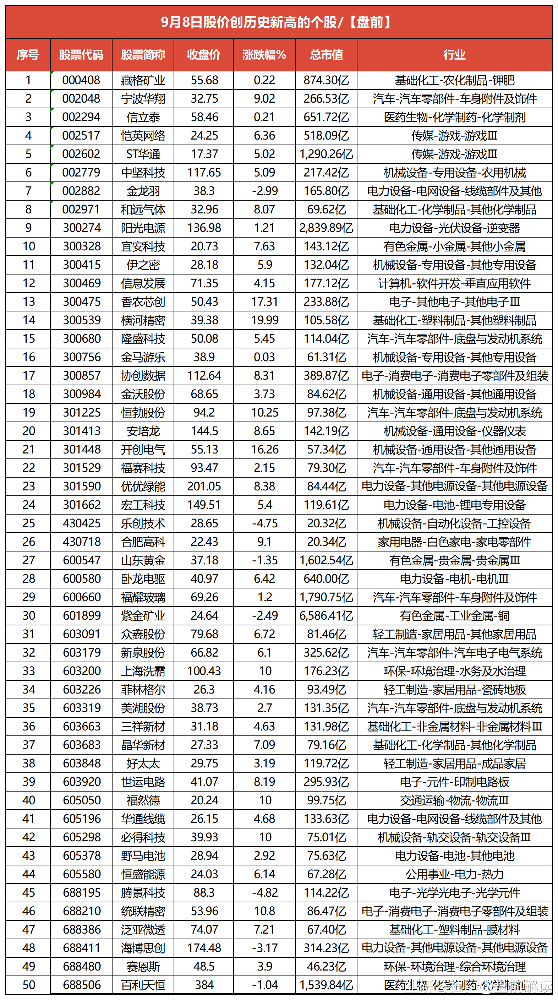 9月8日股价创历史新高的个股/【盘前】
序号 股票代码 股票简称 收盘价 涨跌幅% 总市值 行业
1 000408 藏格矿业 55.68 0.22 874.30亿 基础化工-农化制品-钾肥
2 002048 宁波华翔 32.75 9.02 266.53亿 汽车-汽车零部件-车身附件及饰件
3 002294 信立泰 58.46 0.21 651.72亿 医药生物-化学制药-化学制剂
4 002517 恺英网络 24.25 6.36 518.09亿 传媒-游戏-游戏Ⅲ
5 002602 ST华通 17.37 5.02 1,290.26亿 传媒-游戏-游戏Ⅲ
6 002779 中坚科技 117.65 5.09 217.42亿 机械设备-专用设备-农用机械
7 002882 金龙羽 38.3 -2.99 165.80亿 电力设备-电网设备-线缆部件及其他
8 002971 和远气体 32.96 8.07 69.62亿 基础化工-化学制品-其他化学制品
9 300274 阳光电源 136.98 1.21 2,839.89亿 电力设备-光伏设备-逆变器
10 300328 宜安科技 20.73 7.63 143.12亿 有色金属-小金属-其他小金属
11 300415 伊之密 28.18 5.9 132.04亿 机械设备-专用设备-其他专用设备
12 300469 信息发展 71.35 4.15 177.12亿 计算机-软件开发-垂直应用软件
13 300475 香农芯创 50.43 17.31 233.88亿 电子-其他电子-其他电子Ⅲ
14 300539 横河精密 39.38 19.99 105.58亿 基础化工-塑料制品-其他塑料制品
15 300680 隆盛科技 50.08 5.45 114.04亿 汽车-汽车零部件-底盘与发动机系统
16 300756 金马游乐 38.9 0.03 61.31亿 机械设备-专用设备-其他专用设备
17 300857 协创数据 112.64 8.31 389.87亿 电子-消费电子-消费电子零部件及组装
18 300984 金沃股份 68.65 3.73 84.62亿 机械设备-通用设备-其他通用设备
19 301225 恒勃股份 94.2 10.25 97.38亿 汽车-汽车零部件-底盘与发动机系统
20 301413 安培龙 144.5 8.65 142.19亿 机械设备-通用设备-仪器仪表
21 301448 开创电气 55.13 16.26 57.34亿 机械设备-通用设备-其他通用设备
22 301529 福赛科技 93.47 2.15 79.30亿 汽车-汽车零部件-车身附件及饰件
23 301590 优优绿能 201.05 8.38 84.44亿 电力设备-其他电源设备-其他电源设备
24 301662 宏工科技 149.51 5.4 119.61亿 电力设备-电池-锂电专用设备
25 430425 乐创技术 28.65 -4.75 20.32亿 机械设备-自动化设备-工控设备
26 430718 合肥高科 22.43 9.1 20.34亿 家用电器-白色家电-家电零部件
27 600547 山东黄金 37.18 -1.35 1,602.54亿 有色金属-贵金属-贵金属Ⅲ
28 600580 卧龙电驱 40.97 6.42 640.00亿 电力设备-电机-电机Ⅲ
29 600660 福耀玻璃 69.26 1.2 1,790.75亿 汽车-汽车零部件-车身附件及饰件
30 601899 紫金矿业 24.64 -2.49 6,586.41亿 有色金属-工业金属-铜
31 603091 众鑫股份 79.68 6.72 81.46亿 轻工制造-家居用品-其他家居用品
32 603179 新泉股份 66.82 6.1 325.62亿 汽车-汽车零部件-汽车电子电气系统
33 603200 上海洗霸 100.43 10 176.23亿 环保-环境治理-水务及水治理
34 603226 菲林格尔 26.3 4.16 93.49亿 轻工制造-家居用品-瓷砖地板
35 603319 美湖股份 38.73 2.7 131.35亿 汽车-汽车零部件-底盘与发动机系统
36 603663 三祥新材 31.18 4.63 131.98亿 基础化工-非金属材料-非金属材料Ⅲ
37 603683 晶华新材 27.33 7.09 79.16亿 基础化工-化学制品-其他化学制品
38 603848 好太太 29.75 3.19 119.72亿 轻工制造-家居用品-成品家居
39 603920 世运电路 41.07 8.19 295.93亿 电子-元件-印制电路板
40 605050 福然德 20.24 10 99.75亿 交通运输-物流-物流Ⅲ
41 605196 华通线缆 26.15 4.68 133.63亿 电力设备-电网设备-线缆部件及其他
42 605298 必得科技 39.93 10 75.01亿 机械设备-轨交设备-轨交设备Ⅲ
43 605378 野马电池 28.94 2.92 75.63亿 电力设备-电池-其他电池
44 605580 恒盛能源 24.03 6.14 67.28亿 公用事业-电力-热力
45 688195 腾景科技 88.3 -4.82 114.22亿 电子-光学光电子-光学元件
46 688210 统联精密 53.96 10.8 86.47亿 电子-消费电子-消费电子零部件及组装
47 688386 泛亚微透 74.07 7.21 67.40亿 基础化工-塑料制品-膜材料
48 688411 海博思创 174.48 -3.17 314.23亿 电力设备-其他电源设备-其他电源设备
49 688480 赛恩斯 48.5 3.9 46.23亿 环保-环境治理-综合环境治理
50 688506 百利天恒 384 -1.04 1,539.84亿 医药生物-化学制药-化学制剂
韭研公社，@盘前解读